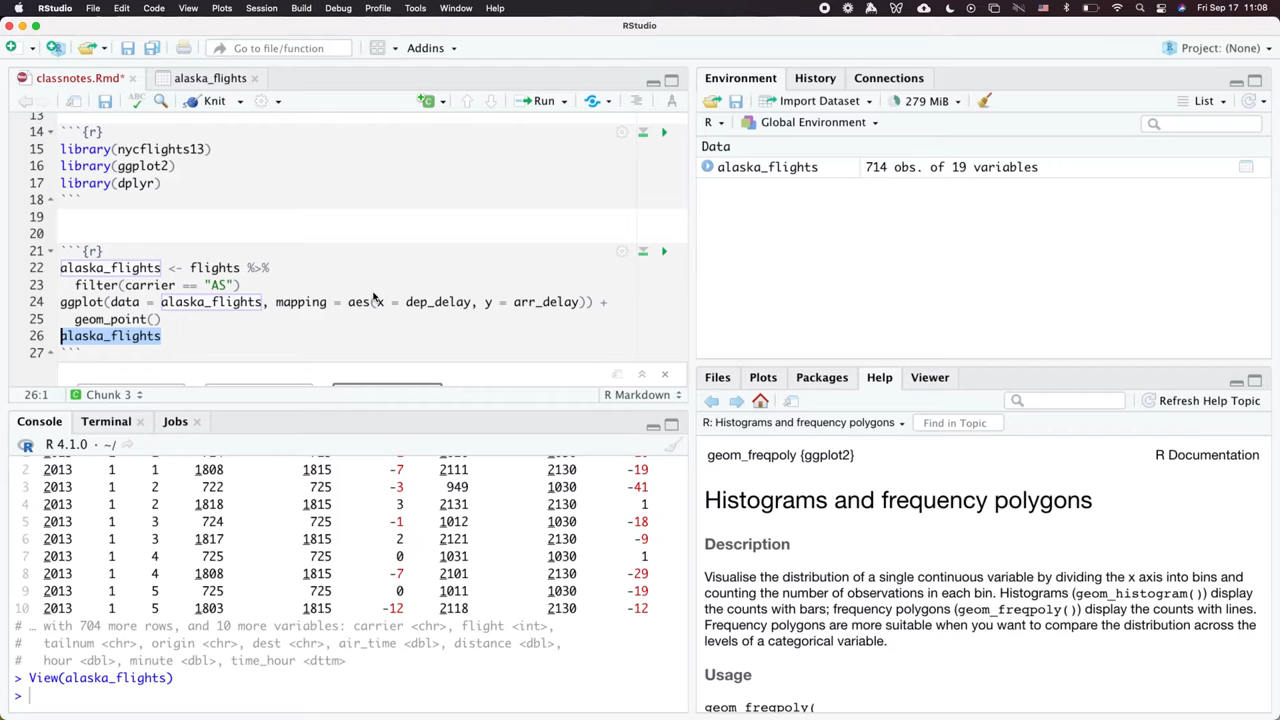 RStudio File Edit Code View Plots Session Build Debug Profile Tools Window Help Fri Sep 17 11:08
RStudio
Go to file/function Addins Project: (None)
classnotes.Rmd* alaska_flights
Knit Run
13
14 ```{r}
15 library(nycflights13)
16 library(ggplot2)
17 library(dplyr)
18 ```
19
20
21 ```{r}
22 alaska_flights <- flights %>%
23 filter(carrier == "AS")
24 ggplot(data = alaska_flights, mapping = aes(x = dep_delay, y = arr_delay)) +
25 geom_point()
26 alaska_flights
27 ```
26:1 Chunk 3 R Markdown
Console Terminal Jobs
R 4.1.0 · ~/
2 2013 1 1 1808 1815 -7 2111 2130 -19
3 2013 1 2 722 725 -3 949 1030 -41
4 2013 1 2 1818 1815 3 2131 2130 1
5 2013 1 3 724 725 -1 1012 1030 -18
6 2013 1 3 1817 1815 2 2121 2130 -9
7 2013 1 4 725 725 0 1031 1030 1
8 2013 1 4 1808 1815 -7 2101 2130 -29
9 2013 1 5 725 725 0 1011 1030 -19
10 2013 1 5 1803 1815 -12 2118 2130 -12
# … with 704 more rows, and 10 more variables: carrier <chr>, flight <int>,
# tailnum <chr>, origin <chr>, dest <chr>, air_time <dbl>, distance <dbl>,
# hour <dbl>, minute <dbl>, time_hour <dttm>
> View(alaska_flights)
>
Environment History Connections
Import Dataset 279 MiB List
R Global Environment
Data
alaska_flights 714 obs. of 19 variables
Files Plots Packages Help Viewer
Refresh Help Topic
R: Histograms and frequency polygons Find in Topic
geom_freqpoly {ggplot2} R Documentation
Histograms and frequency polygons
Description
Visualise the distribution of a single continuous variable by dividing the x axis into bins and
counting the number of observations in each bin. Histograms (geom_histogram()) display
the counts with bars; frequency polygons (geom_freqpoly()) display the counts with lines.
Frequency polygons are more suitable when you want to compare the distribution across the
levels of a categorical variable.
Usage
geom_freqpoly(